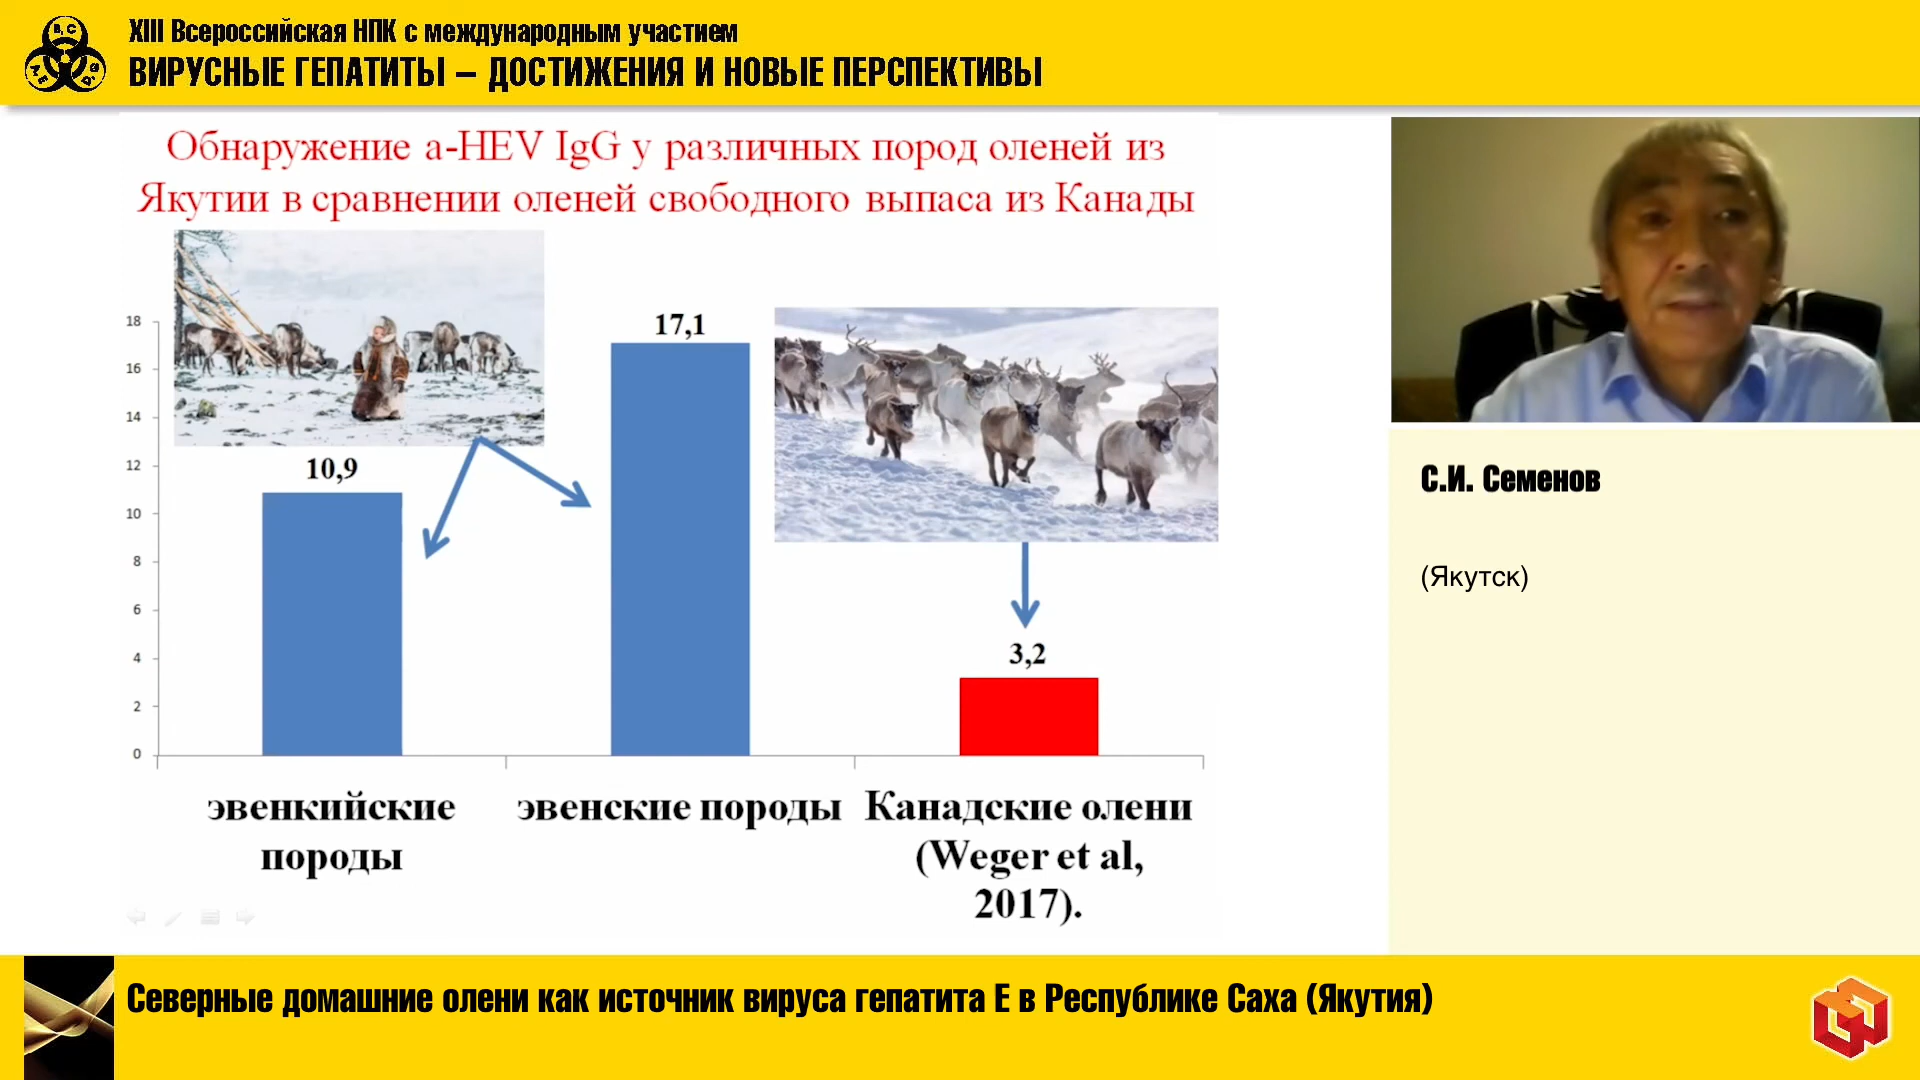 XIII Всероссийская НПК с международным участием
ВИРУСНЫЕ ГЕПАТИТЫ – ДОСТИЖЕНИЯ И НОВЫЕ ПЕРСПЕКТИВЫ
Обнаружение a-HEV IgG у различных пород оленей из
Якутии в сравнении оленей свободного выпаса из Канады
18
16
14
12
10
8
6
4
2
0
10,9
17,1
3,2
эвенкийские
породы
эвенские породы
Канадские олени
(Weger et al,
2017).
С.И. Семенов
(Якутск)
Северные домашние олени как источник вируса гепатита Е в Республике Саха (Якутия)